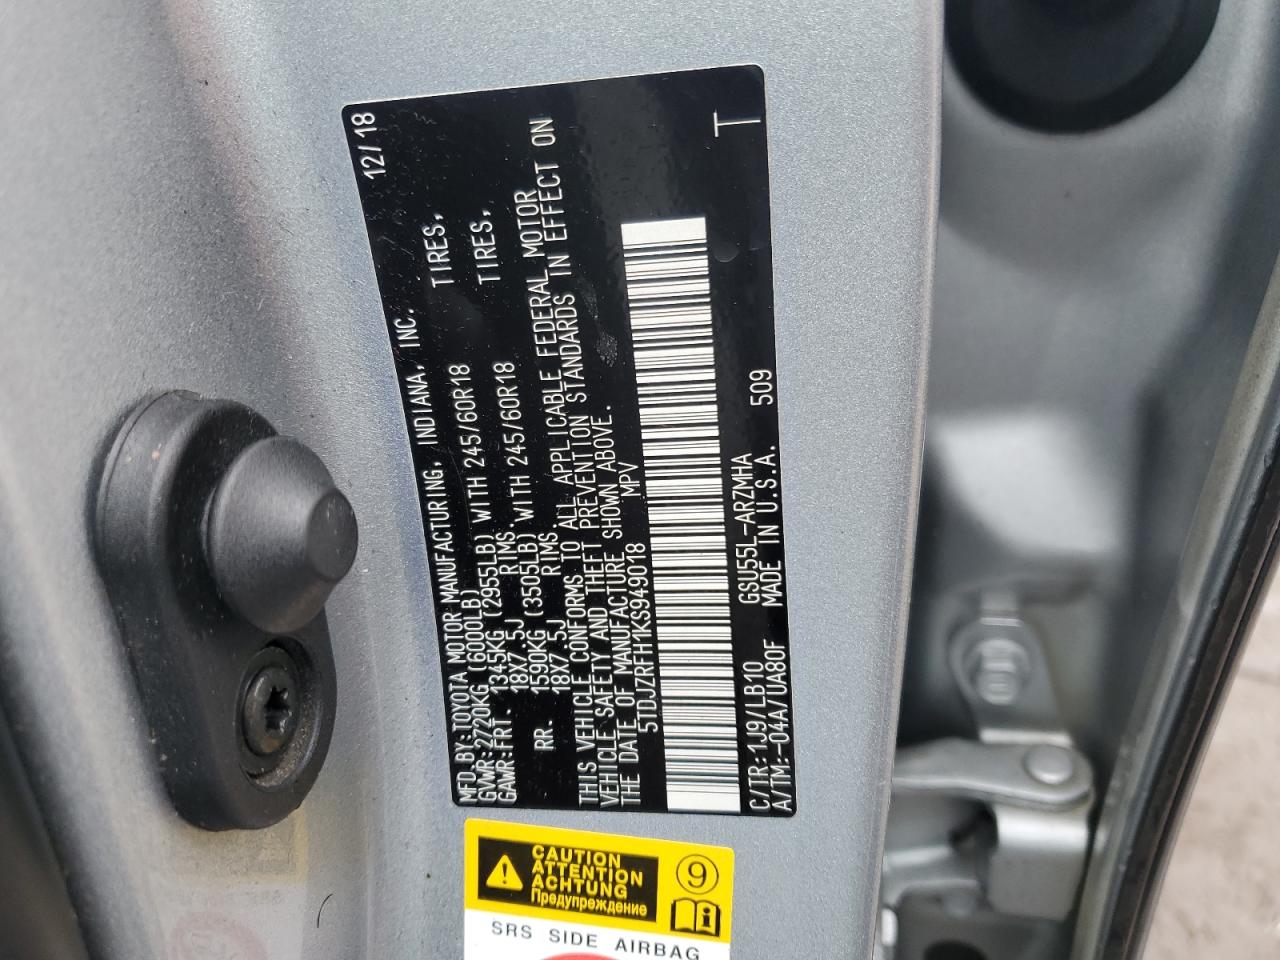 MFD.BY:TOYOTA MOTOR MANUFACTURING, INDIANA, INC. 12/18
GVWR:2720KG(6000LB)
GAWR:FRT. 1345KG (2955LB) WITH 245/60R18 TIRES,
18X7.5J RIMS.
RR. 1590KG (3505LB) WITH 245/60R18 TIRES,
18X7.5J RIMS.
THIS VEHICLE CONFORMS TO ALL APPLICABLE FEDERAL MOTOR
VEHICLE SAFETY AND THEFT PREVENTION STANDARDS IN EFFECT ON
THE DATE OF MANUFACTURE SHOWN ABOVE.
5TDJZRFH1KS949018 MPV
T
C/TR:1J9/LB10 GSU55L-ARZMHA
A/TM:-04A/UA80F MADE IN U.S.A. 509
CAUTION
ATTENTION
ACHTUNG
Предупреждение
9
i
SRS SIDE AIRBAG